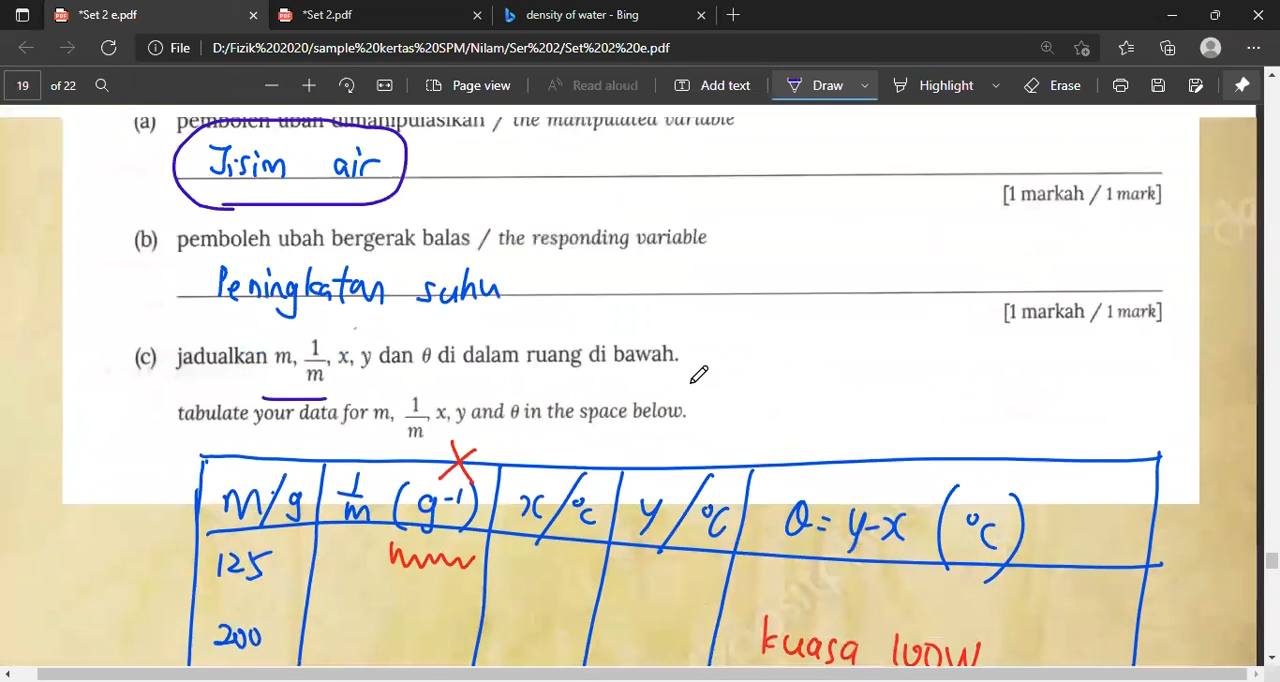 *Set 2 e.pdf
*Set 2.pdf
density of water - Bing
File
D:/Fizik%202020/sample%20kertas%20SPM/Nilam/Ser%202/Set%202%20e.pdf
19 of 22
Page view
Read aloud
Add text
Draw
Highlight
Erase
(a) pemboleh ubah dimanipulasikan / the manipulated variable
Jisim air
[1 markah / 1 mark]
(b) pemboleh ubah bergerak balas / the responding variable
Peningkatan suhu
[1 markah / 1 mark]
(c) jadualkan m, 1/m, x, y dan θ di dalam ruang di bawah.
tabulate your data for m, 1/m, x, y and θ in the space below.
m/g 1/m (g⁻¹) x/°C y/°C θ = y-x (°C)
125
200
kuasa 100W